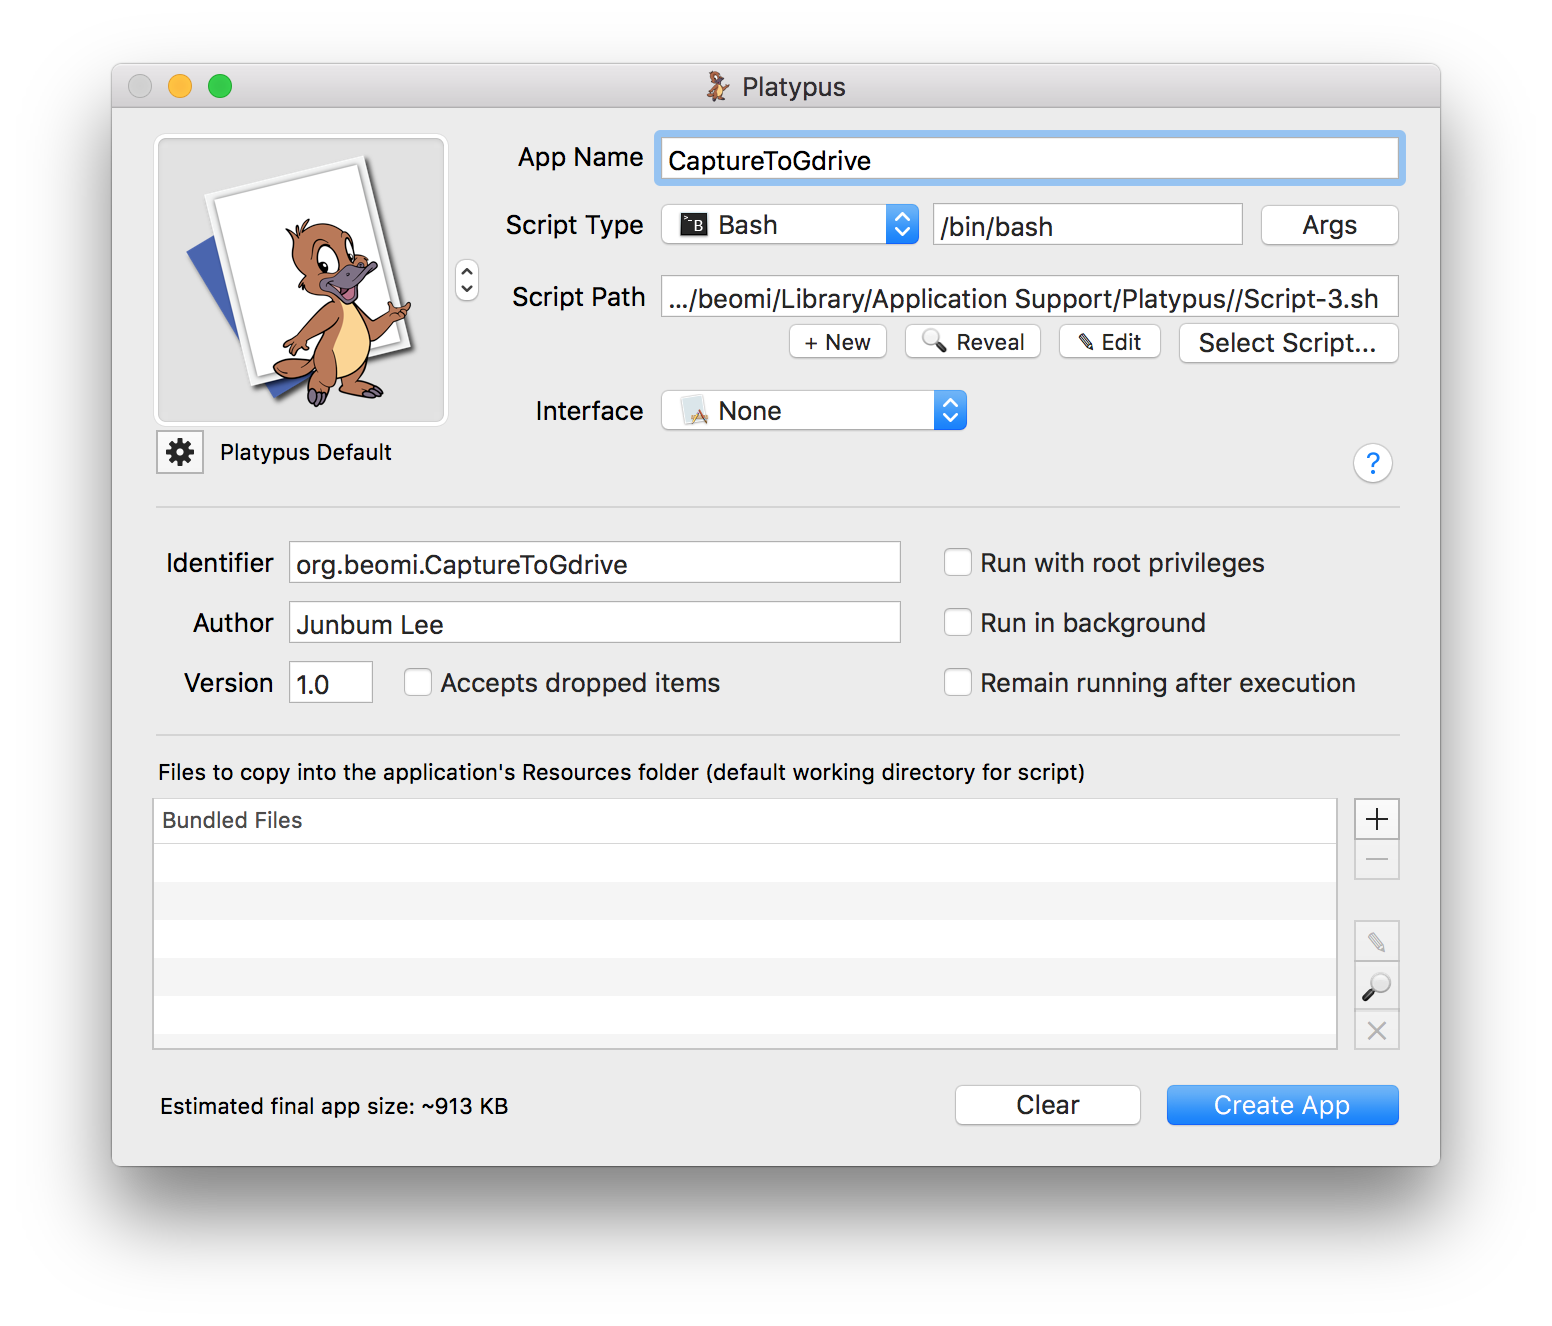 Platypus
App Name CaptureToGdrive
Script Type Bash /bin/bash Args
Script Path .../beomi/Library/Application Support/Platypus//Script-3.sh
+ New Reveal Edit Select Script...
Interface None
Platypus Default
?
Identifier org.beomi.CaptureToGdrive Run with root privileges
Author Junbum Lee Run in background
Version 1.0 Accepts dropped items Remain running after execution
Files to copy into the application's Resources folder (default working directory for script)
Bundled Files
Estimated final app size: ~913 KB Clear Create App